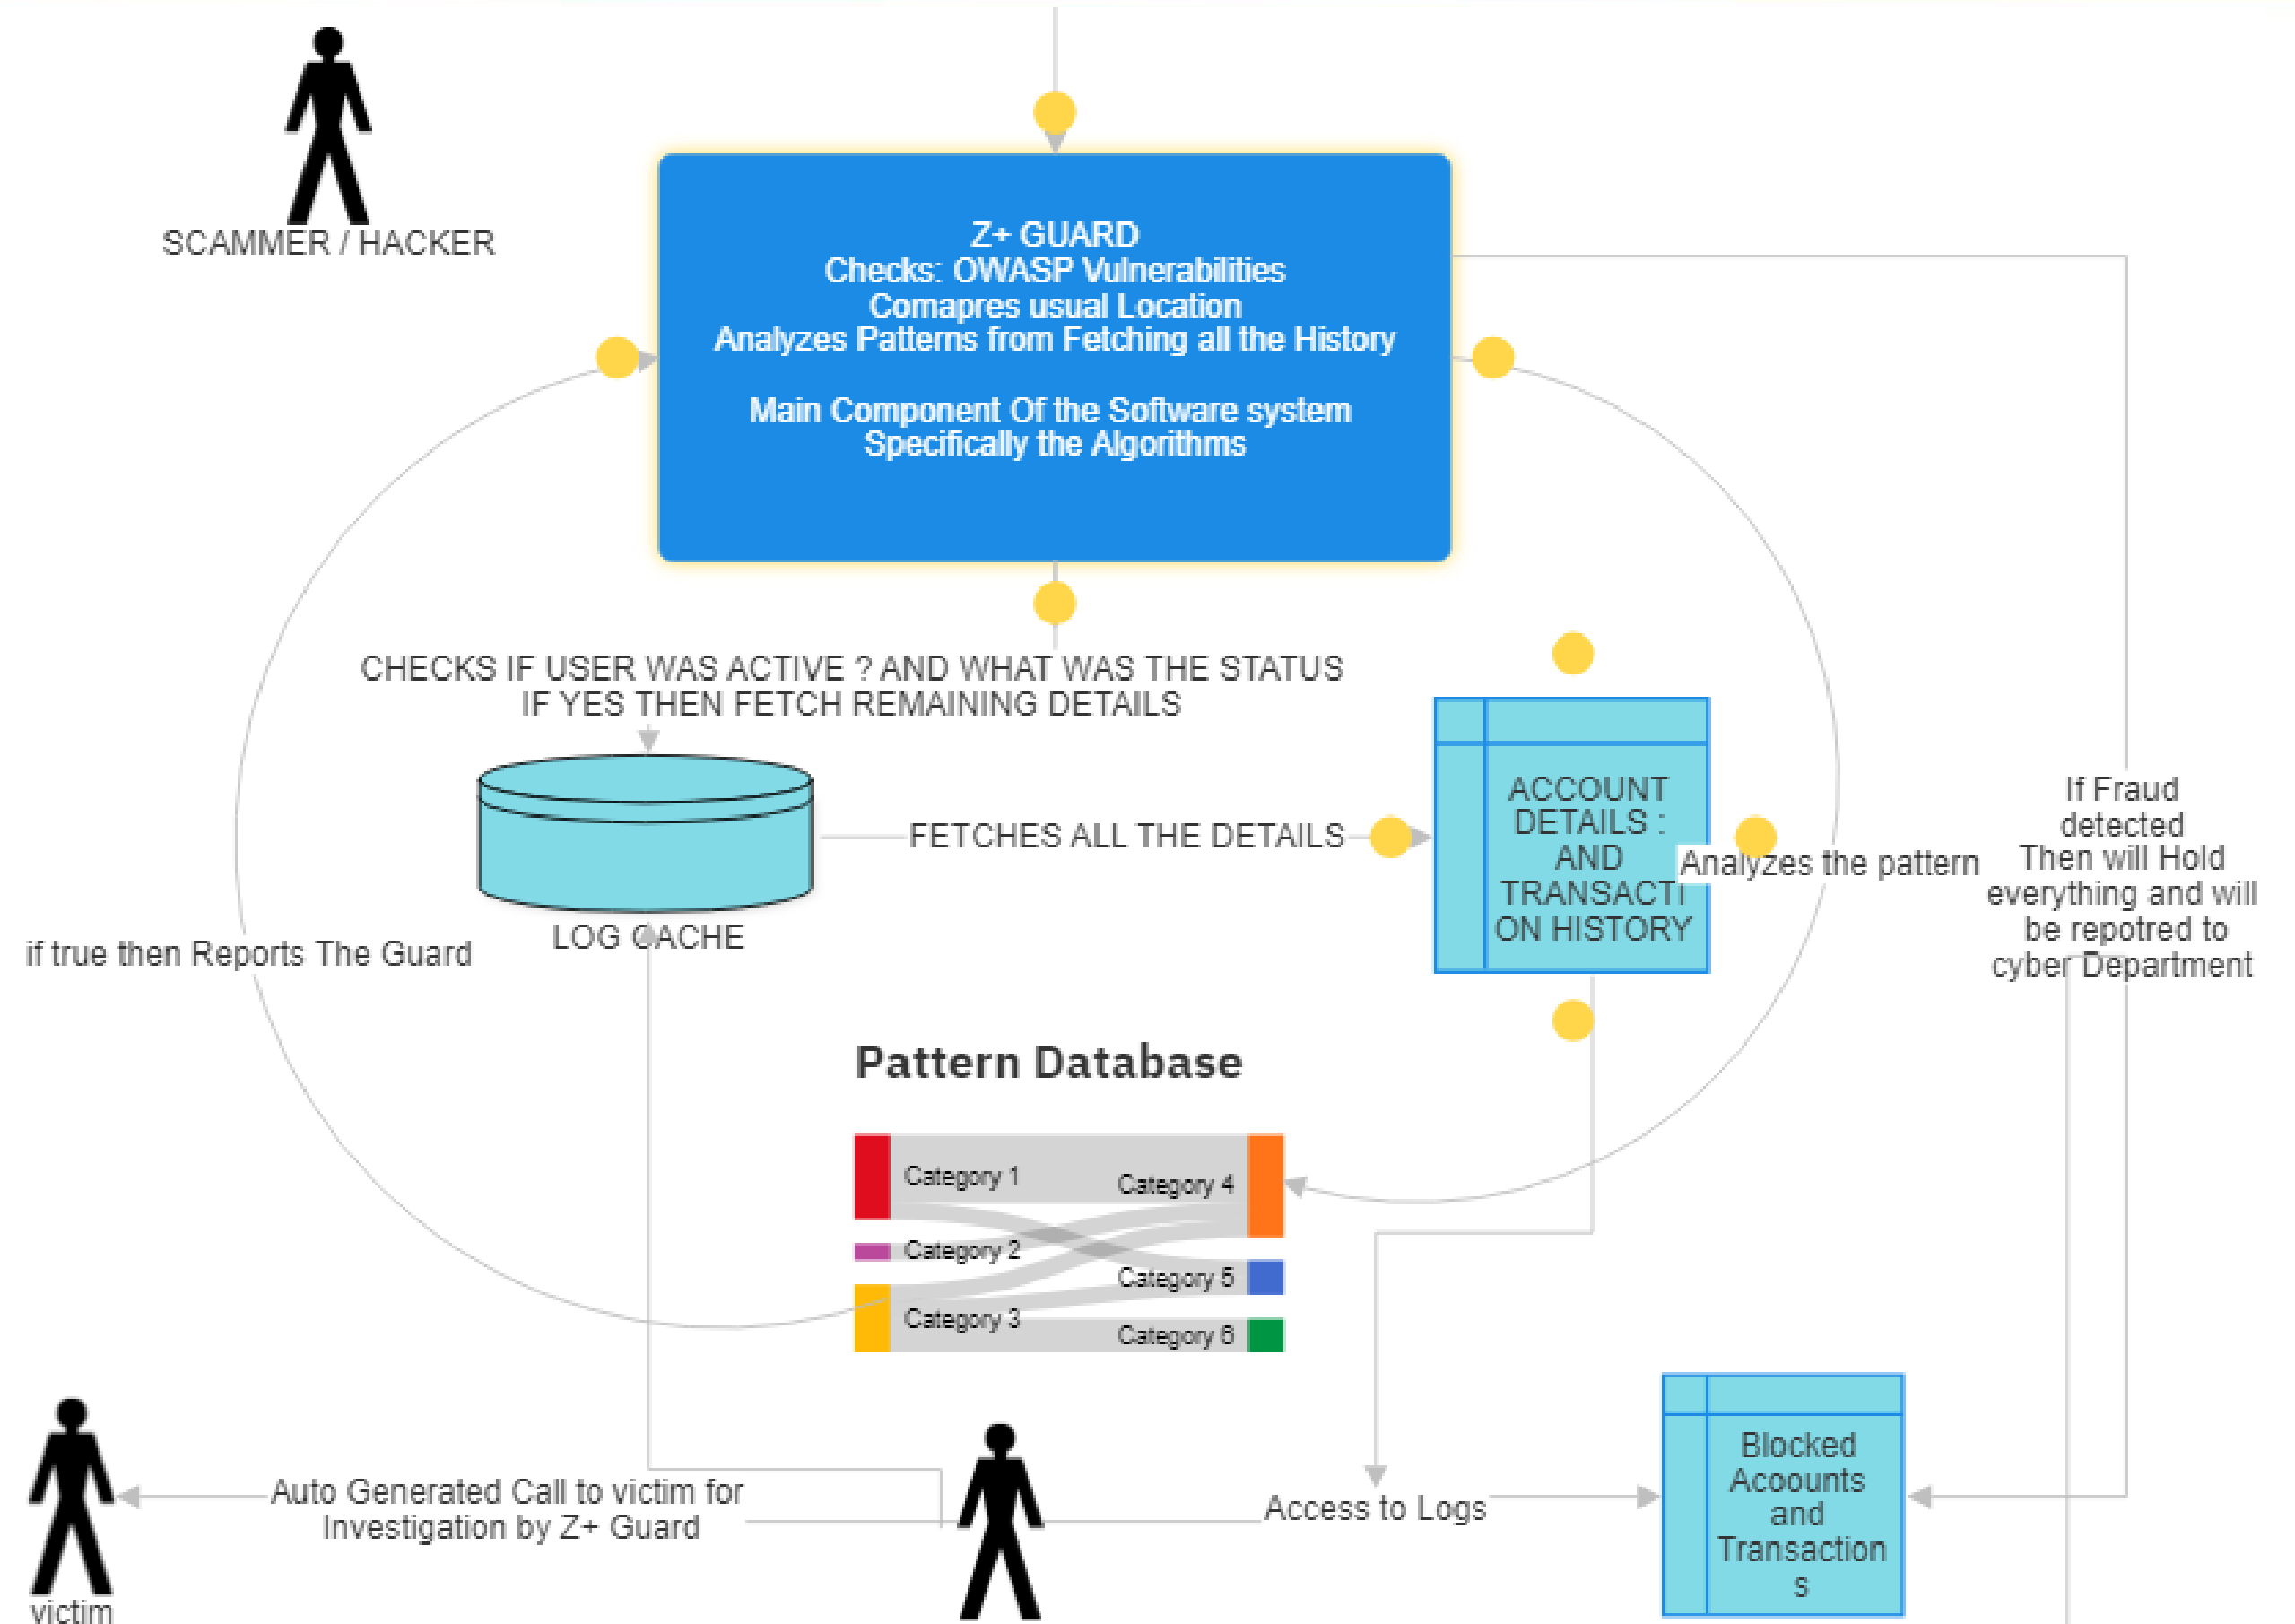 SCAMMER / HACKER
Z+ GUARD
Checks: OWASP Vulnerabilities
Comapres usual Location
Analyzes Patterns from Fetching all the History
Main Component Of the Software system
Specifically the Algorithms
CHECKS IF USER WAS ACTIVE ? AND WHAT WAS THE STATUS
IF YES THEN FETCH REMAINING DETAILS
LOG CACHE
FETCHES ALL THE DETAILS
ACCOUNT
DETAILS :
AND
TRANSACTI
ON HISTORY
Analyzes the pattern
If Fraud
detected
Then will Hold
everything and will
be repotred to
cyber Department
if true then Reports The Guard
Pattern Database
Category 1
Category 2
Category 3
Category 4
Category 5
Category 6
Auto Generated Call to victim for
Investigation by Z+ Guard
victim
Access to Logs
Blocked
Acoounts
and
Transaction
s